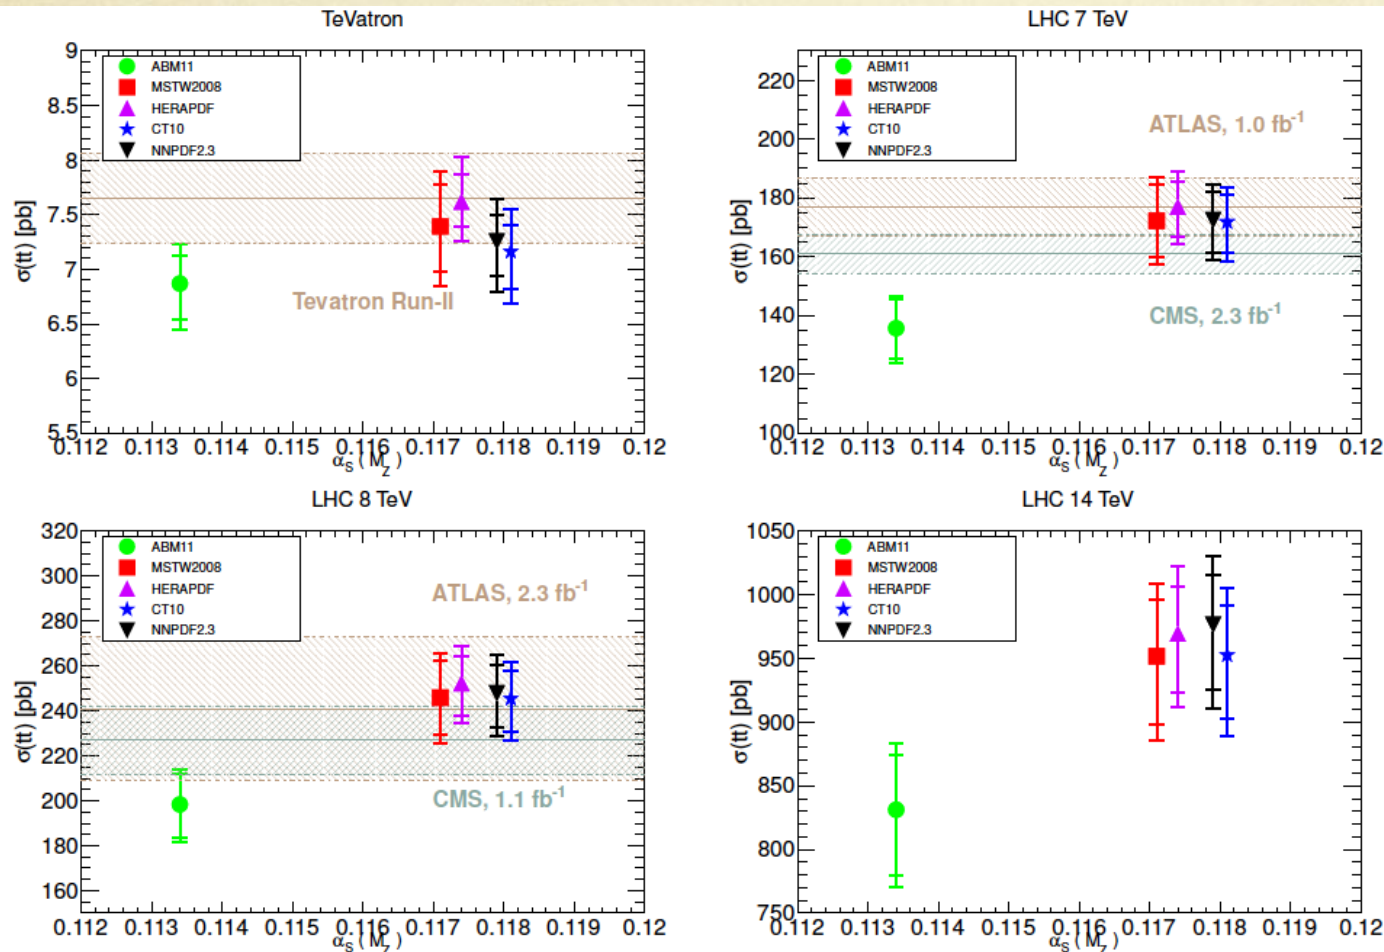 TeVatron
9
8.5
8
7.5
7
6.5
6
5.5
σ(tt) [pb]
ABM11
MSTW2008
HERAPDF
CT10
NNPDF2.3
Tevatron Run-II
0.112 0.113 0.114 0.115 0.116 0.117 0.118 0.119 0.12
α_S (M_Z)
LHC 7 TeV
220
200
180
160
140
120
100
σ(tt) [pb]
ABM11
MSTW2008
HERAPDF
CT10
NNPDF2.3
ATLAS, 1.0 fb⁻¹
CMS, 2.3 fb⁻¹
0.112 0.113 0.114 0.115 0.116 0.117 0.118 0.119 0.12
α_S (M_Z)
LHC 8 TeV
320
300
280
260
240
220
200
180
160
σ(tt) [pb]
ABM11
MSTW2008
HERAPDF
CT10
NNPDF2.3
ATLAS, 2.3 fb⁻¹
CMS, 1.1 fb⁻¹
0.112 0.113 0.114 0.115 0.116 0.117 0.118 0.119 0.12
α_S (M_Z)
LHC 14 TeV
1050
1000
950
900
850
800
750
σ(tt) [pb]
ABM11
MSTW2008
HERAPDF
CT10
NNPDF2.3
0.112 0.113 0.114 0.115 0.116 0.117 0.118 0.119 0.12
α_S (M_Z)